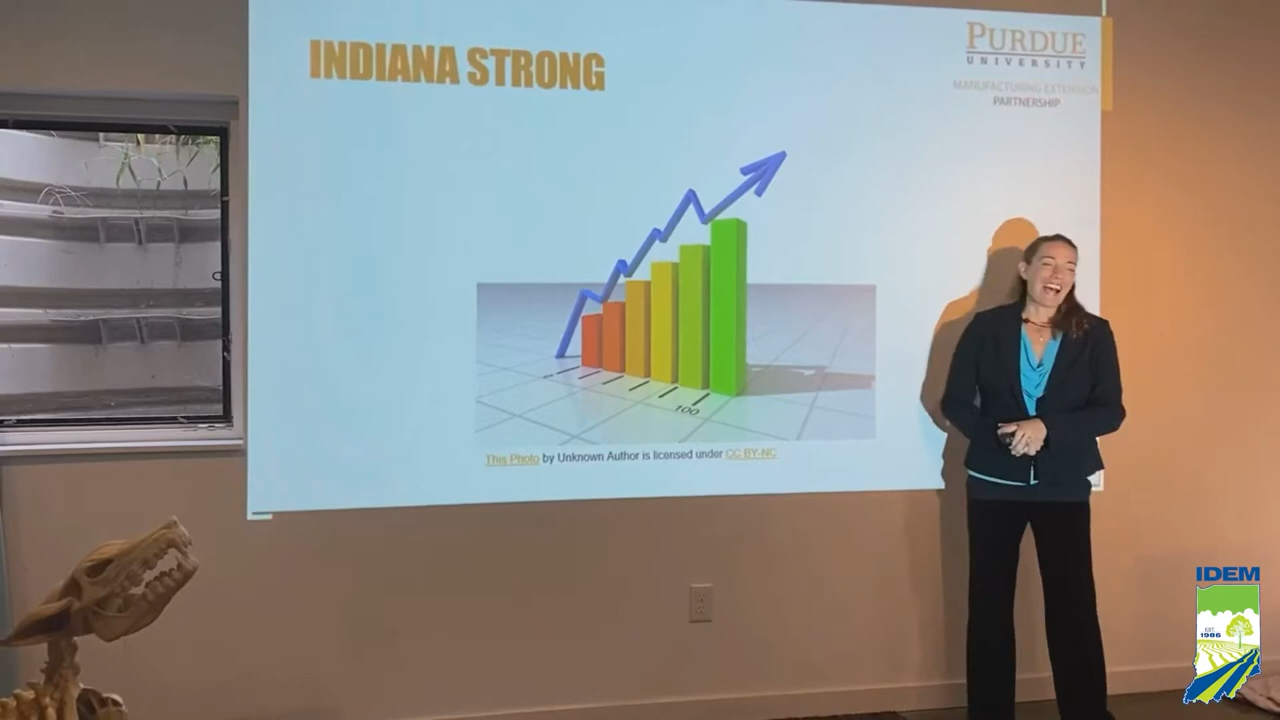 INDIANA STRONG
PURDUE
UNIVERSITY
MANUFACTURING EXTENSION
PARTNERSHIP
100
This Photo by Unknown Author is licensed under CC BY-NC
IDEM
EST.
1986